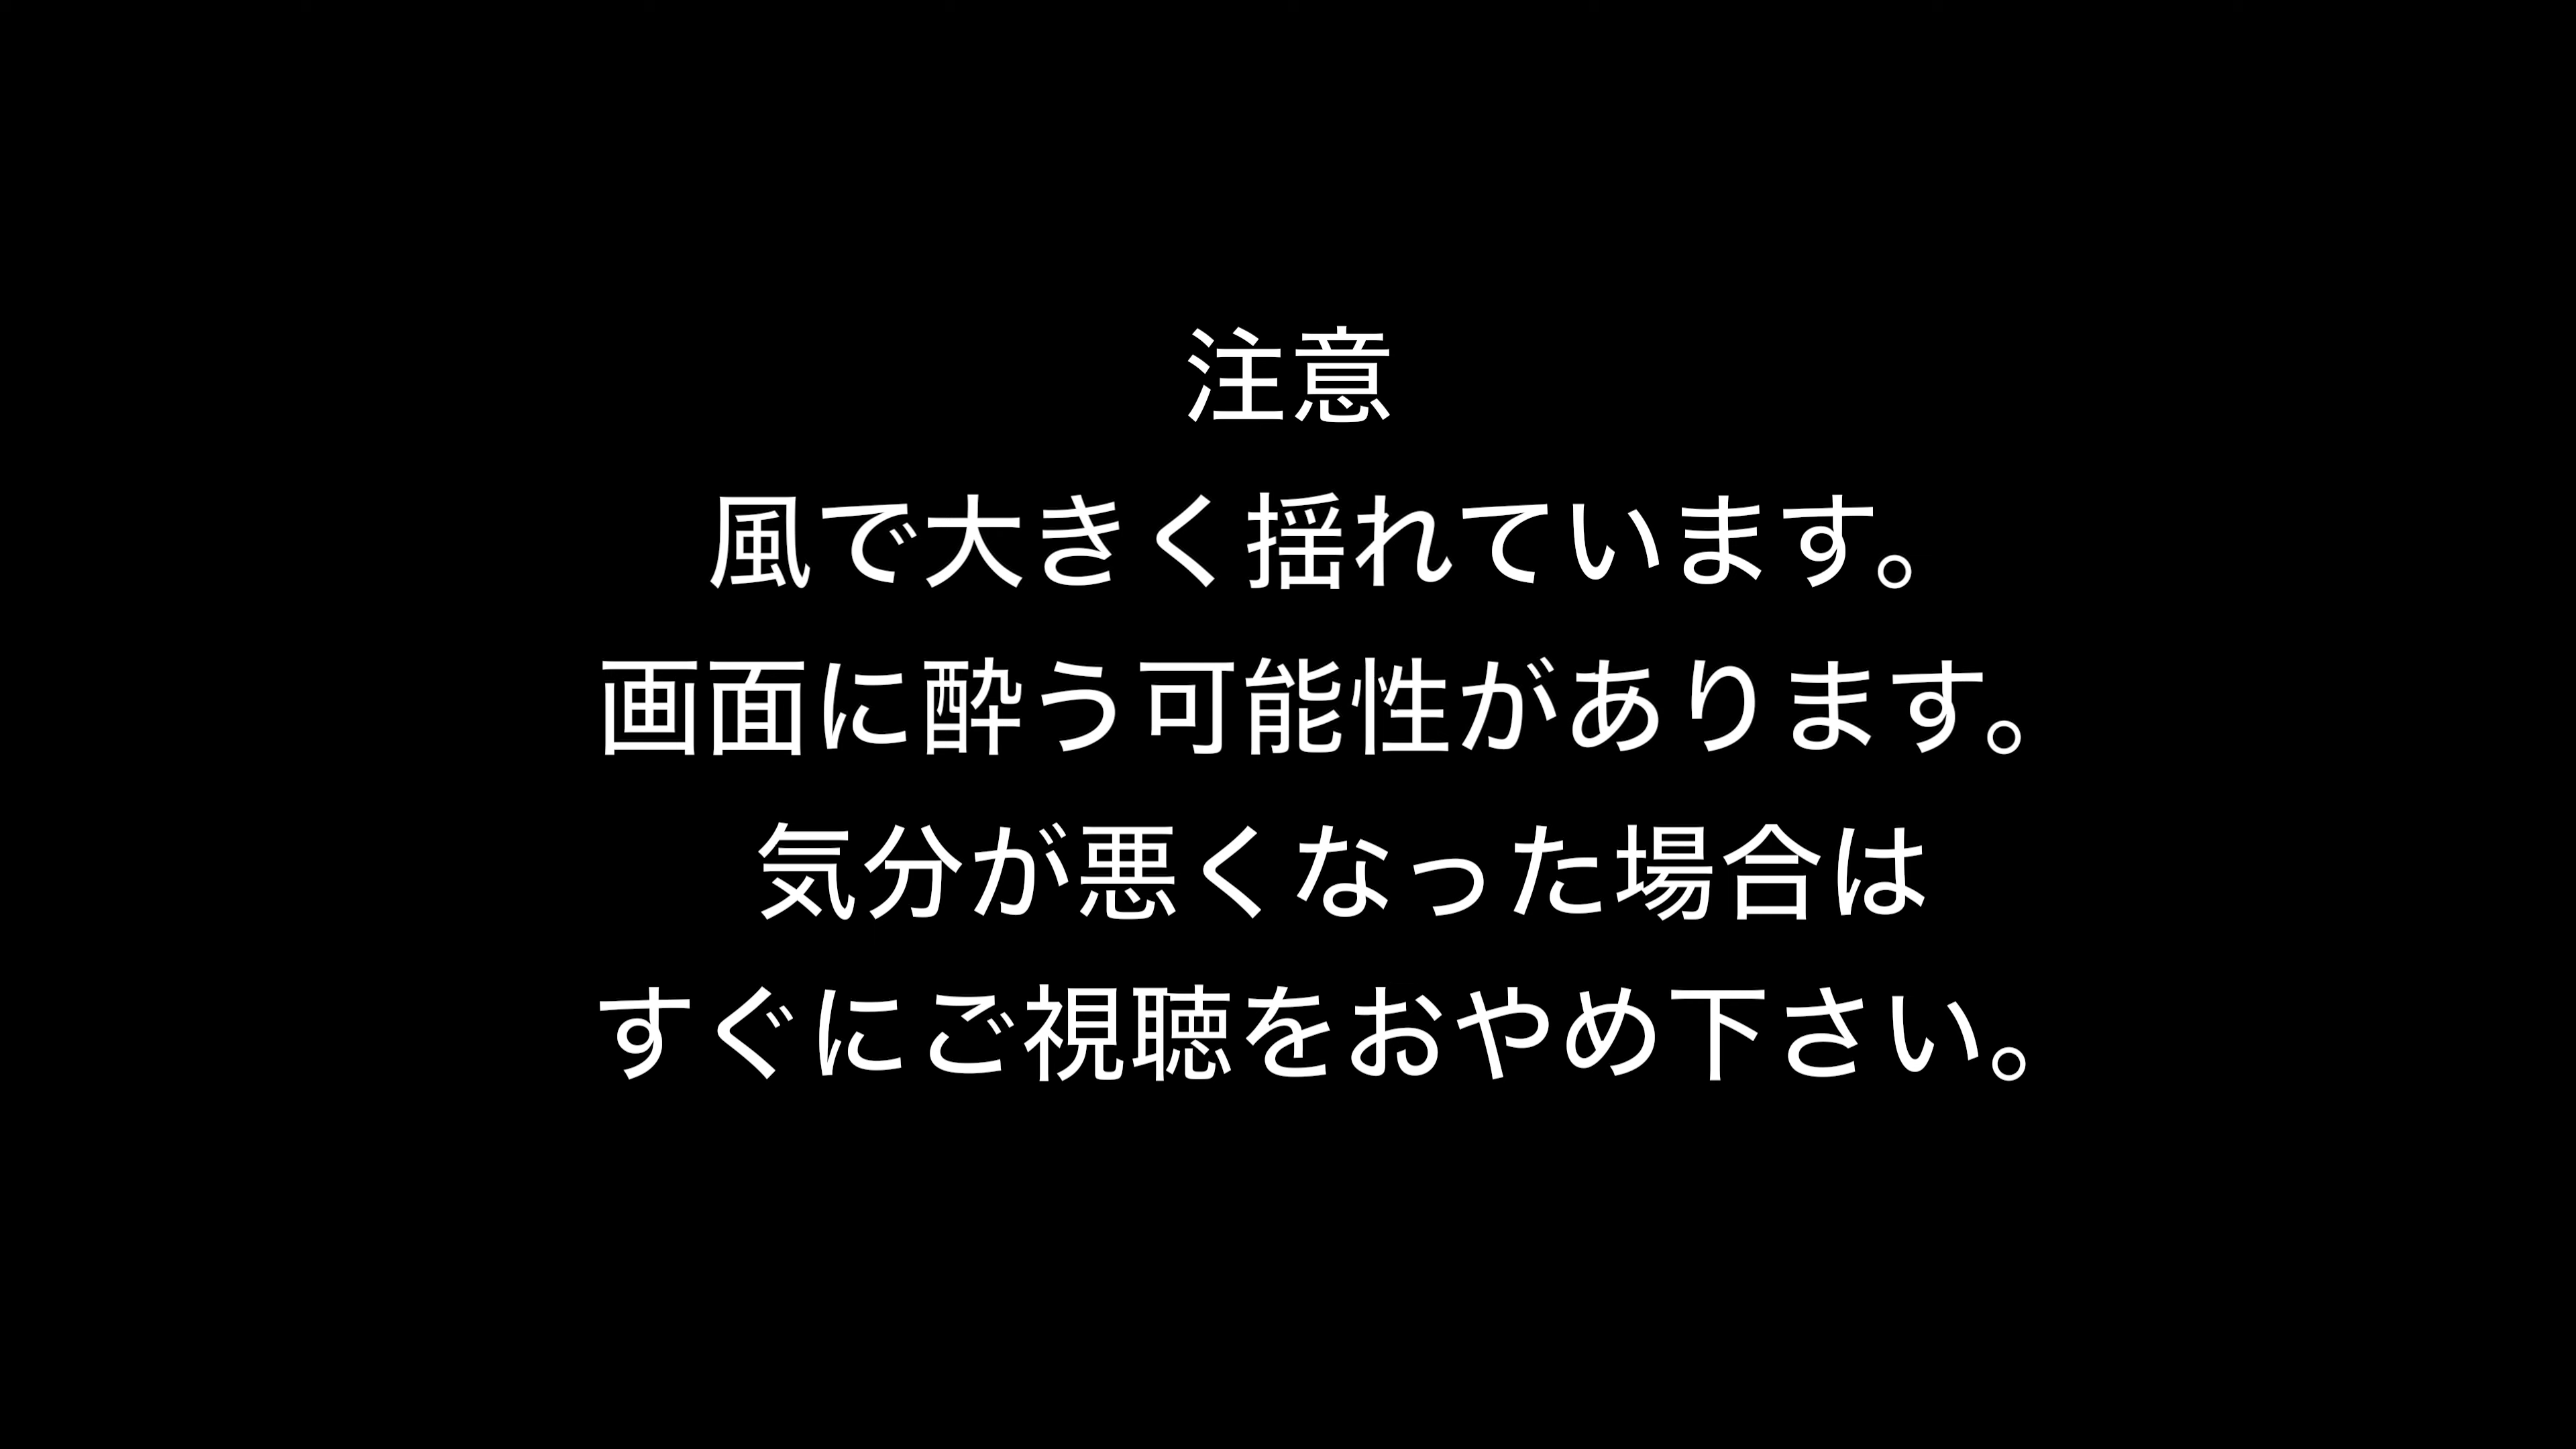 注意
風で大きく揺れています。
画面に酔う可能性があります。
気分が悪くなった場合は
すぐにご視聴をおやめ下さい。